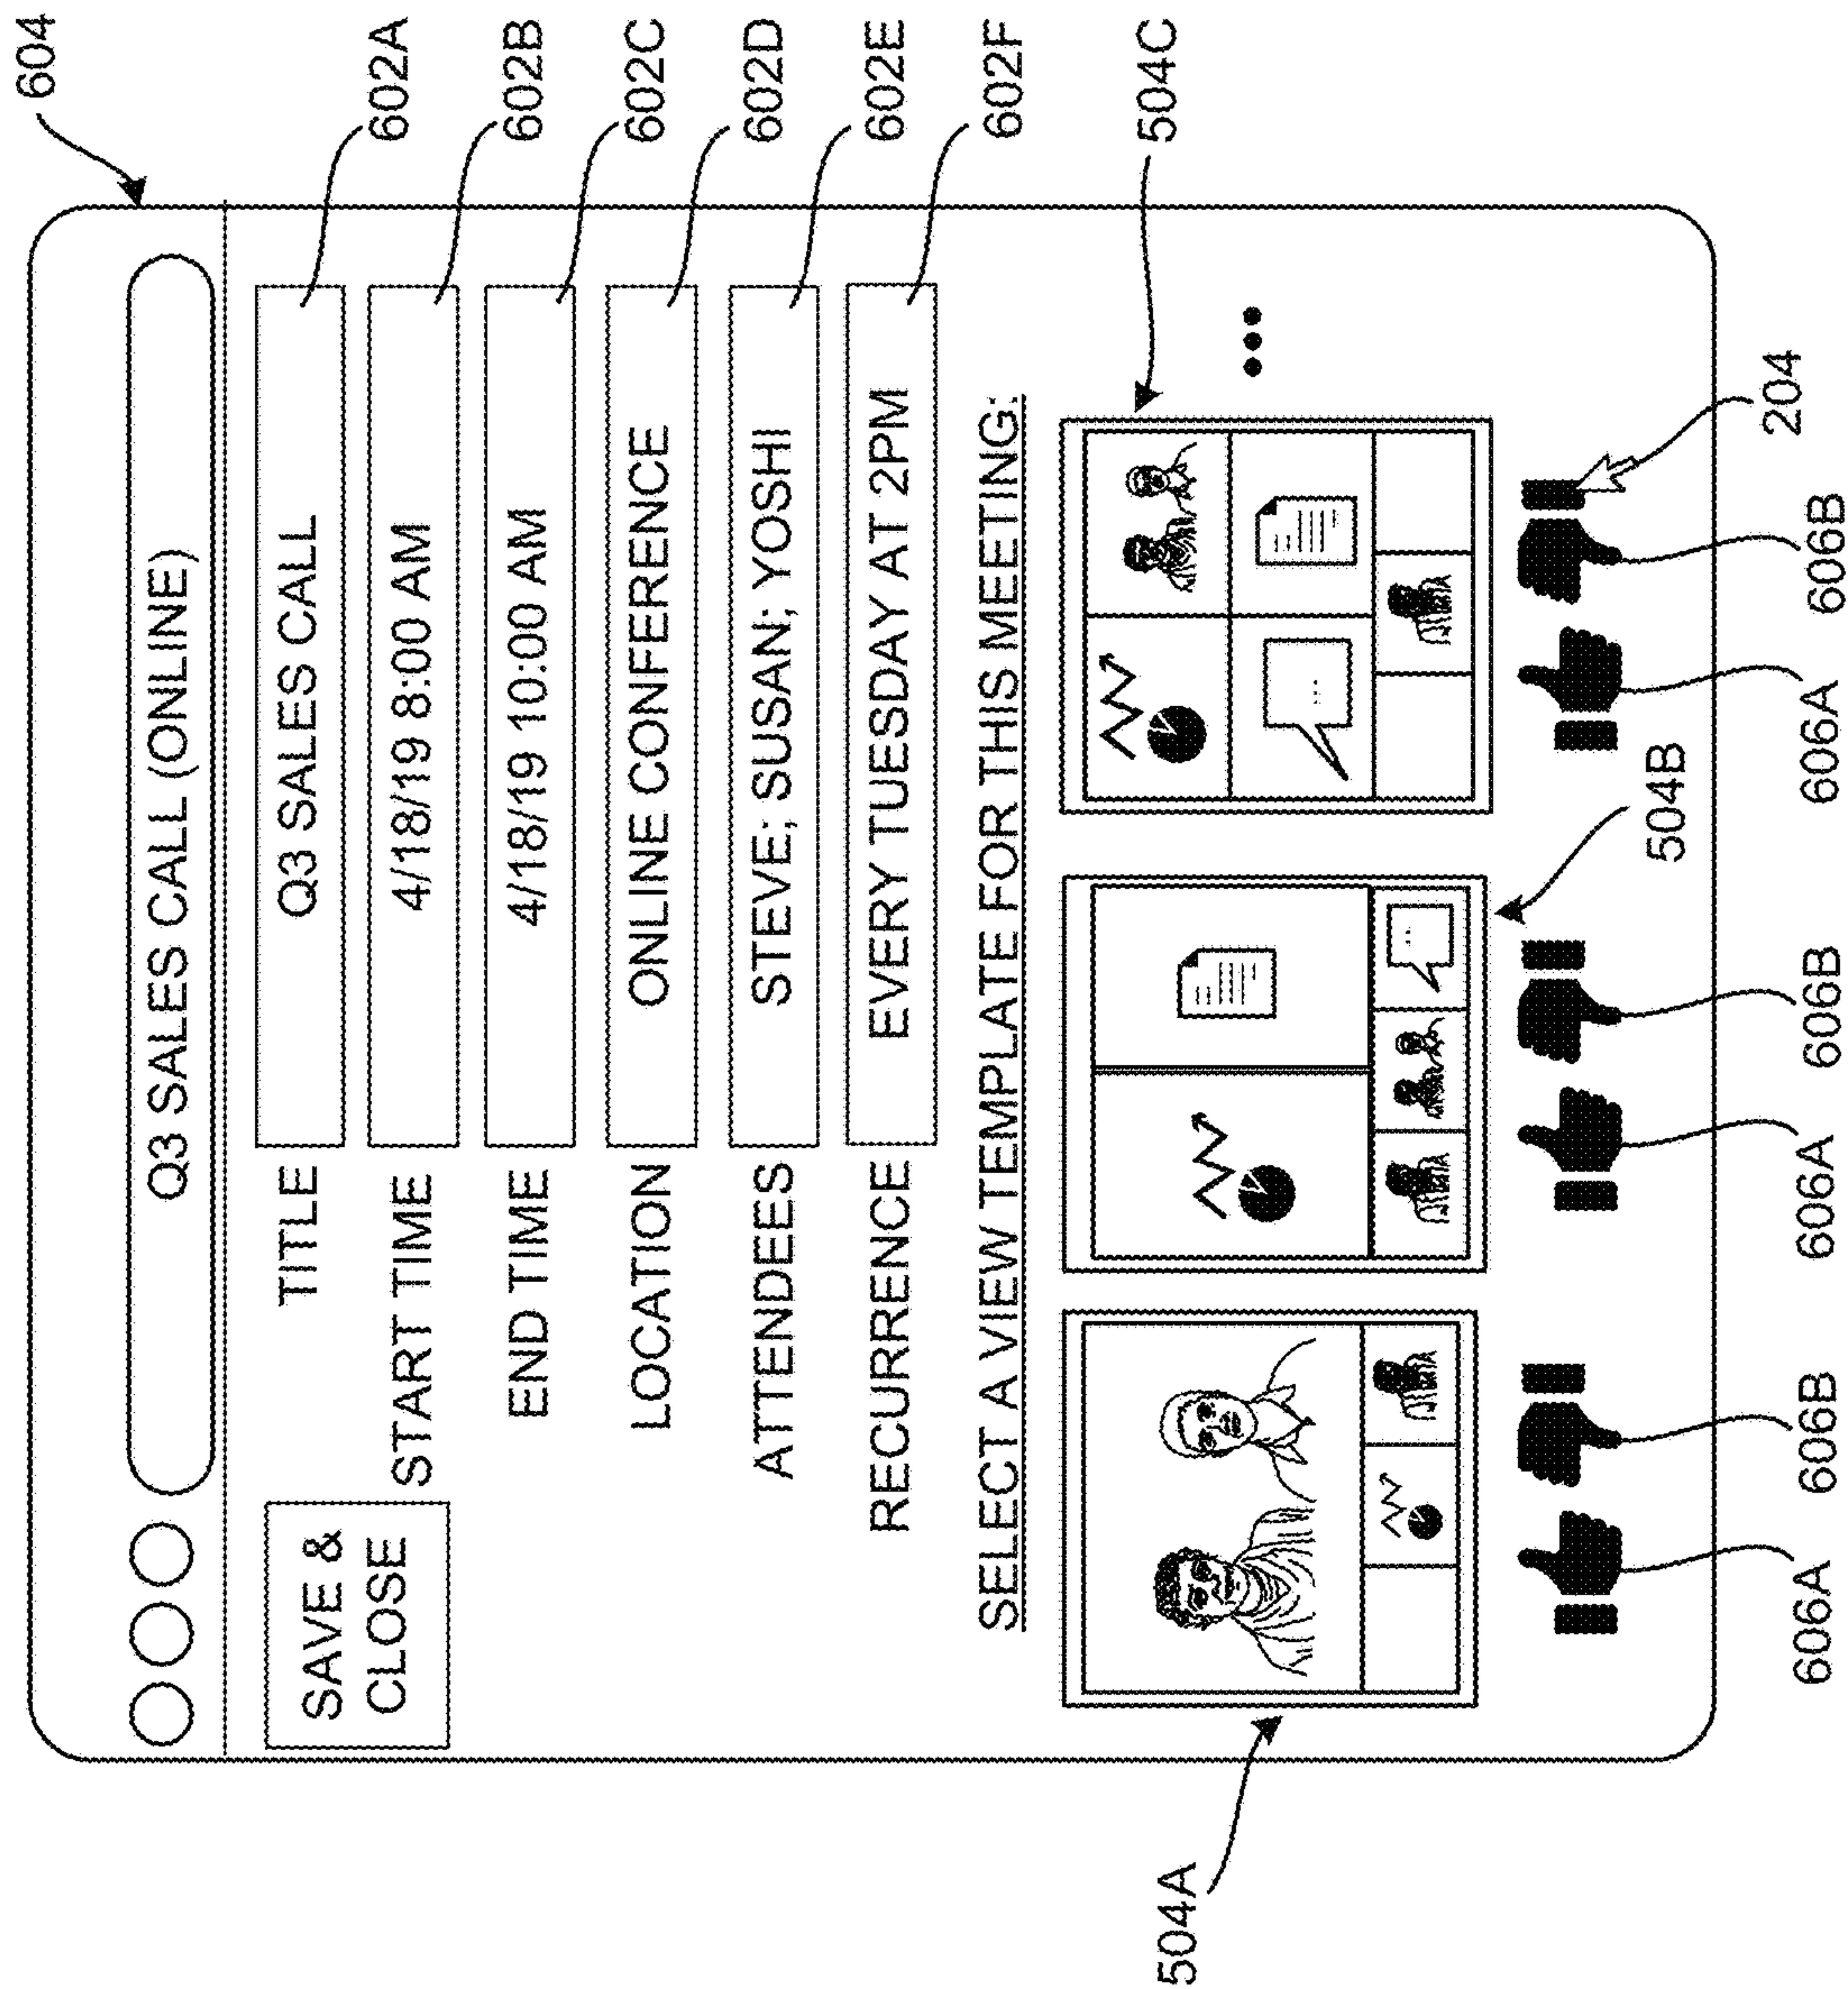 604
Q3 SALES CALL (ONLINE)
SAVE &
CLOSE
TITLE Q3 SALES CALL 602A
START TIME 4/18/19 8:00 AM 602B
END TIME 4/18/19 10:00 AM 602C
LOCATION ONLINE CONFERENCE 602D
ATTENDEES STEVE; SUSAN; YOSHI 602E
RECURRENCE EVERY TUESDAY AT 2PM 602F
SELECT A VIEW TEMPLATE FOR THIS MEETING:
504A
504C
504B
204
606A 606B 606A 606B 606A 606B